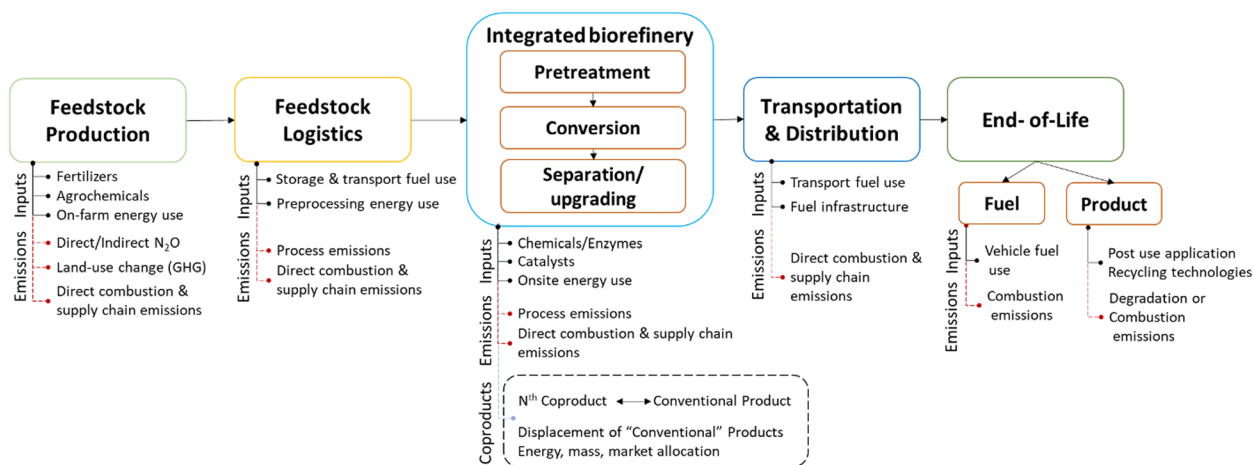 Feedstock
Production
Inputs
Fertilizers
Agrochemicals
On-farm energy use
Emissions
Direct/Indirect N₂O
Land-use change (GHG)
Direct combustion &
supply chain emissions
Feedstock
Logistics
Inputs
Storage & transport fuel use
Preprocessing energy use
Emissions
Process emissions
Direct combustion &
supply chain emissions
Integrated biorefinery
Pretreatment
Conversion
Separation/
upgrading
Inputs
Chemicals/Enzymes
Catalysts
Onsite energy use
Emissions
Process emissions
Direct combustion & supply chain
emissions
Coproducts
Nᵗʰ Coproduct
Conventional Product
Displacement of “Conventional” Products
Energy, mass, market allocation
Transportation
& Distribution
Inputs
Transport fuel use
Fuel infrastructure
Emissions
Direct combustion &
supply chain
emissions
End- of-Life
Fuel
Inputs
Vehicle fuel
use
Emissions
Combustion
emissions
Product
Post use application
Recycling technologies
Degradation or
Combustion
emissions